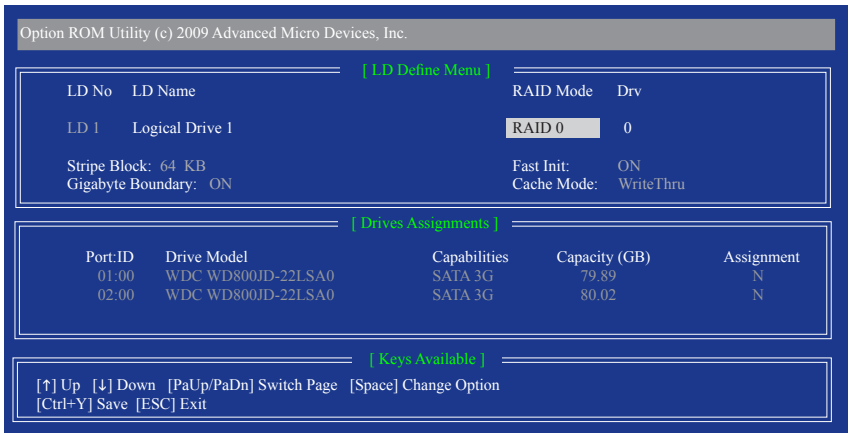 Option ROM Utility (c) 2009 Advanced Micro Devices, Inc.
[ LD Define Menu ]
LD No LD Name RAID Mode Drv
LD 1 Logical Drive 1 RAID 0 0
Stripe Block: 64 KB Fast Init: ON
Gigabyte Boundary: ON Cache Mode: WriteThru
[ Drives Assignments ]
Port:ID Drive Model Capabilities Capacity (GB) Assignment
01:00 WDC WD800JD-22LSA0 SATA 3G 79.89 N
02:00 WDC WD800JD-22LSA0 SATA 3G 80.02 N
[ Keys Available ]
[↑] Up [↓] Down [PaUp/PaDn] Switch Page [Space] Change Option
[Ctrl+Y] Save [ESC] Exit